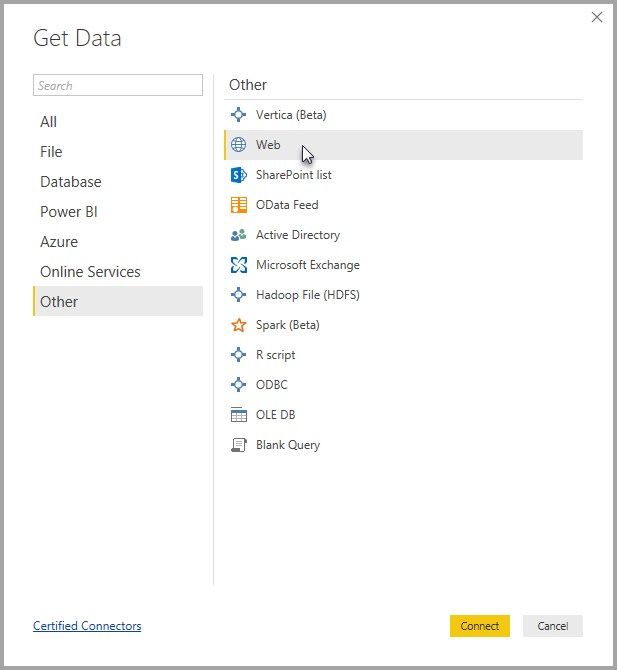 Get Data
Search
All
File
Database
Power BI
Azure
Online Services
Other
Other
Vertica (Beta)
Web
SharePoint list
OData Feed
Active Directory
Microsoft Exchange
Hadoop File (HDFS)
Spark (Beta)
R script
ODBC
OLE DB
Blank Query
Certified Connectors
Connect
Cancel